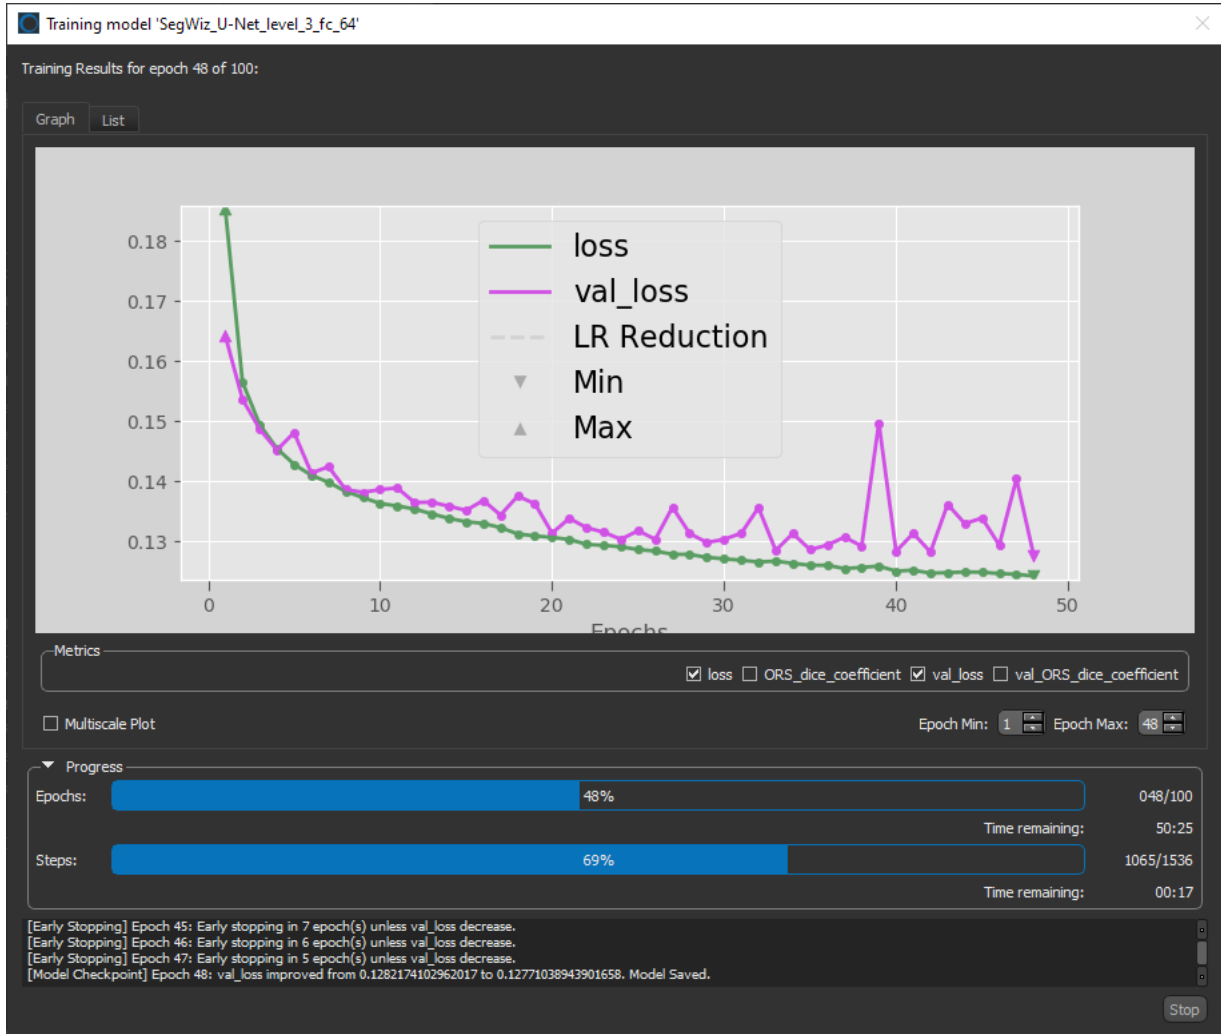 Training model 'SegWiz_U-Net_level_3_fc_64'
Training Results for epoch 48 of 100:
Graph List
0.18
0.17
0.16
0.15
0.14
0.13
loss
val_loss
LR Reduction
Min
Max
0 10 20 30 40 50
Epochs
Metrics
loss ORS_dice_coefficient val_loss val_ORS_dice_coefficient
Multiscale Plot Epoch Min: 1 Epoch Max: 48
Progress
Epochs: 48% 048/100
Time remaining: 50:25
Steps: 69% 1065/1536
Time remaining: 00:17
[Early Stopping] Epoch 45: Early stopping in 7 epoch(s) unless val_loss decrease.
[Early Stopping] Epoch 46: Early stopping in 6 epoch(s) unless val_loss decrease.
[Early Stopping] Epoch 47: Early stopping in 5 epoch(s) unless val_loss decrease.
[Model Checkpoint] Epoch 48: val_loss improved from 0.1282174102962017 to 0.12771038943901658. Model Saved.
Stop